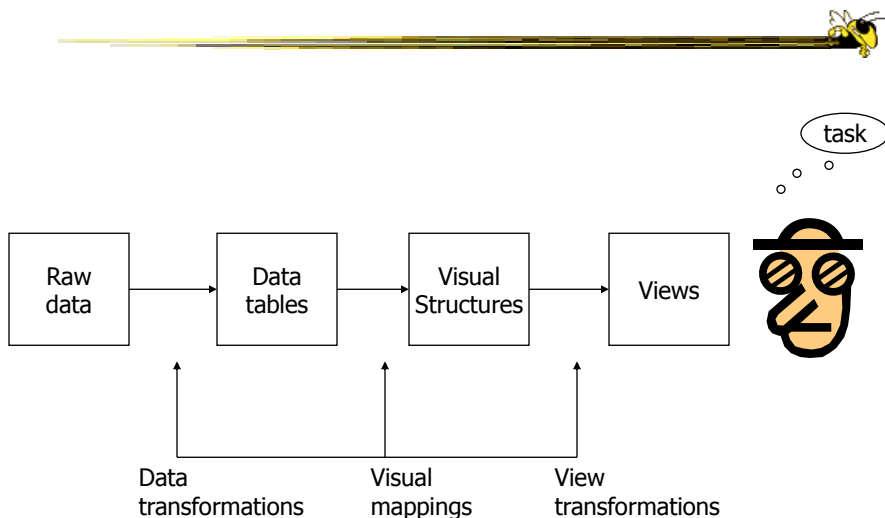 task
Raw
data
Data
tables
Visual
Structures
Views
Data
transformations
Visual
mappings
View
transformations